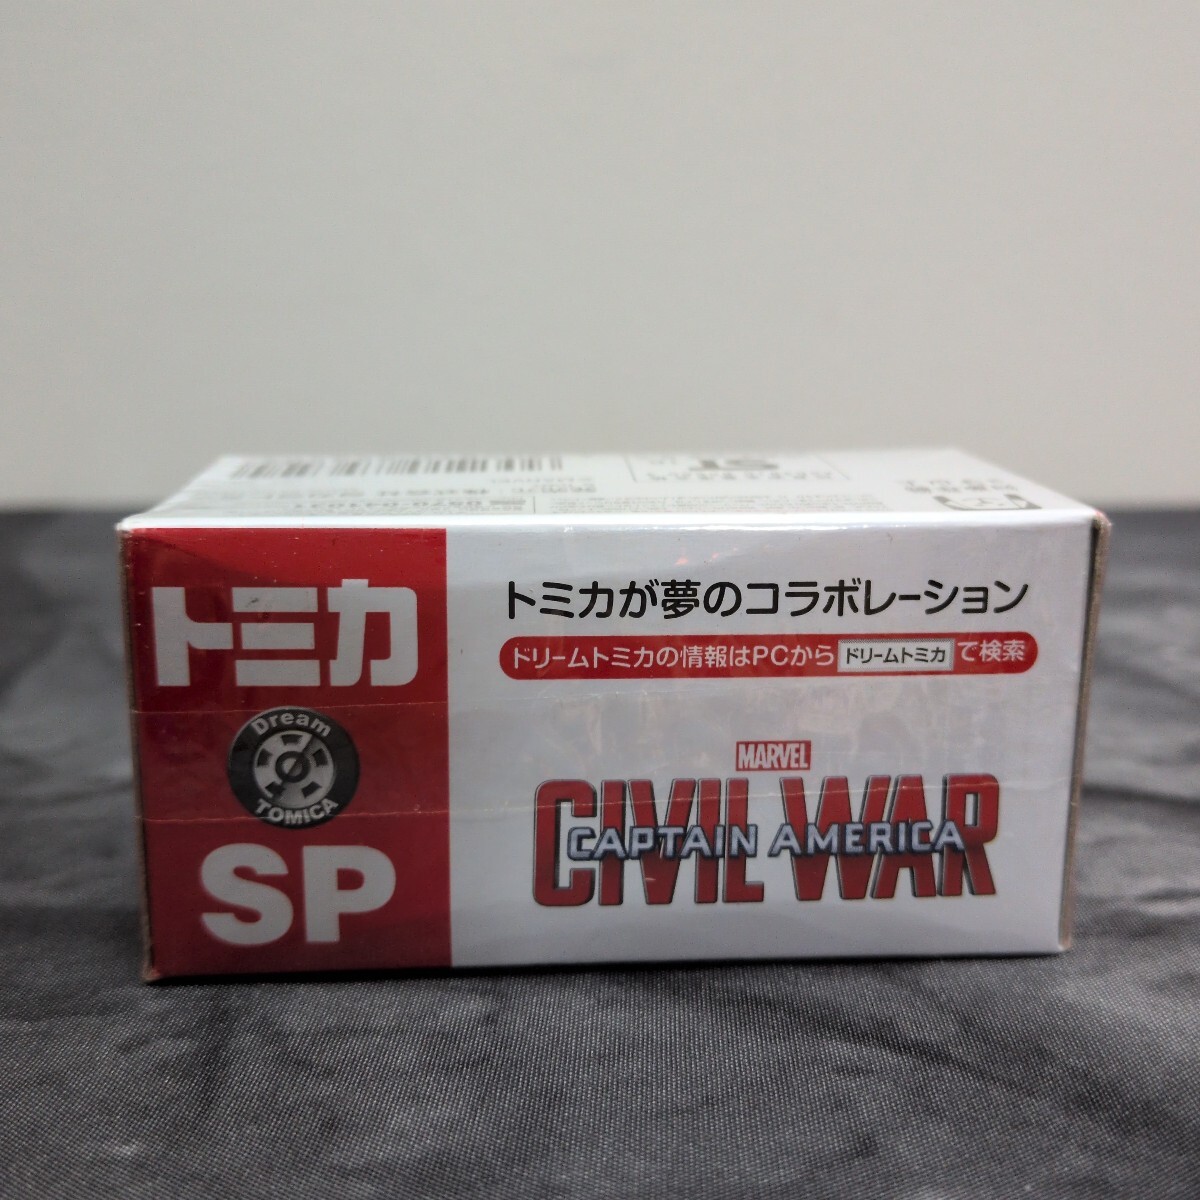 トミカ
Dream
TOMICA
SP
トミカが夢のコラボレーション
ドリームトミカの情報はPCから ドリームトミカ で検索
MARVEL
CIVIL WAR
CAPTAIN AMERICA
ST